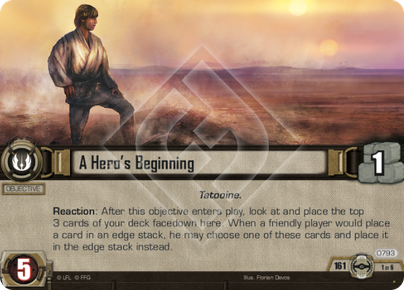 A Hero's Beginning
1
OBJECTIVE
Tatooine.
Reaction: After this objective enters play, look at and place the top
3 cards of your deck facedown here. When a friendly player would place
a card in an edge stack, he may choose one of these cards and place it
in the edge stack instead.
0793
5
© LFL © FFG
Illus. Florian Devos
161
1 of 6